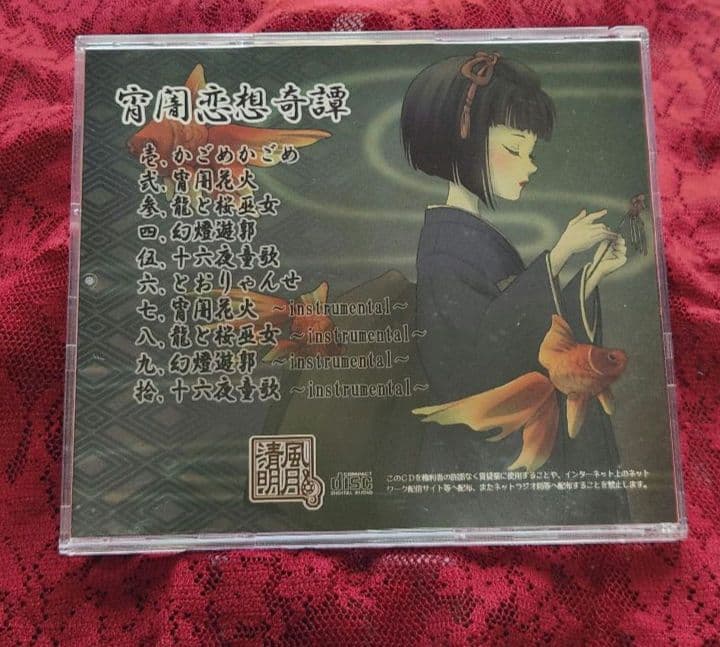 宵闇恋想奇譚
壱、かごめかごめ
弐、宵闇花火
参、龍と桜巫女
四、幻燈遊郭
伍、十六夜童歌
六、とおりゃんせ
七、宵闇花火 ～instrumental～
八、龍と桜巫女 ～instrumental～
九、幻燈遊郭 ～instrumental～
拾、十六夜童歌 ～instrumental～
清風明月
COMPACT
disc
DIGITAL AUDIO
このCDを権利者の許諾なく賃貸業に使用することや、インターネット上のネット
ワーク配信サイト等へ配布、またネットラジオ局等へ配布することを禁止します。